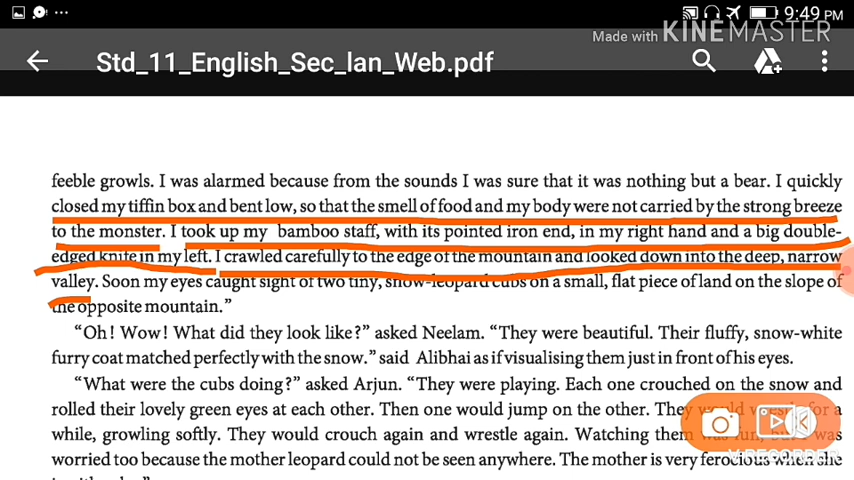 9:49 PM
Made with KINEMASTER
Std_11_English_Sec_lan_Web.pdf
feeble growls. I was alarmed because from the sounds I was sure that it was nothing but a bear. I quickly
closed my tiffin box and bent low, so that the smell of food and my body were not carried by the strong breeze
to the monster. I took up my bamboo staff, with its pointed iron end, in my right hand and a big double-
edged knife in my left. I crawled carefully to the edge of the mountain and looked down into the deep, narrow
valley. Soon my eyes caught sight of two tiny, snow-leopard cubs on a small, flat piece of land on the slope of
the opposite mountain.”
“Oh! Wow! What did they look like?” asked Neelam. “They were beautiful. Their fluffy, snow-white
furry coat matched perfectly with the snow.” said Alibhai as if visualising them just in front of his eyes.
“What were the cubs doing?” asked Arjun. “They were playing. Each one crouched on the snow and
rolled their lovely green eyes at each other. Then one would jump on the other. They would wrestle for a
while, growling softly. They would crouch again and wrestle again. Watching them was fun, but I was
worried too because the mother leopard could not be seen anywhere. The mother is very ferocious when she
V RECORDER